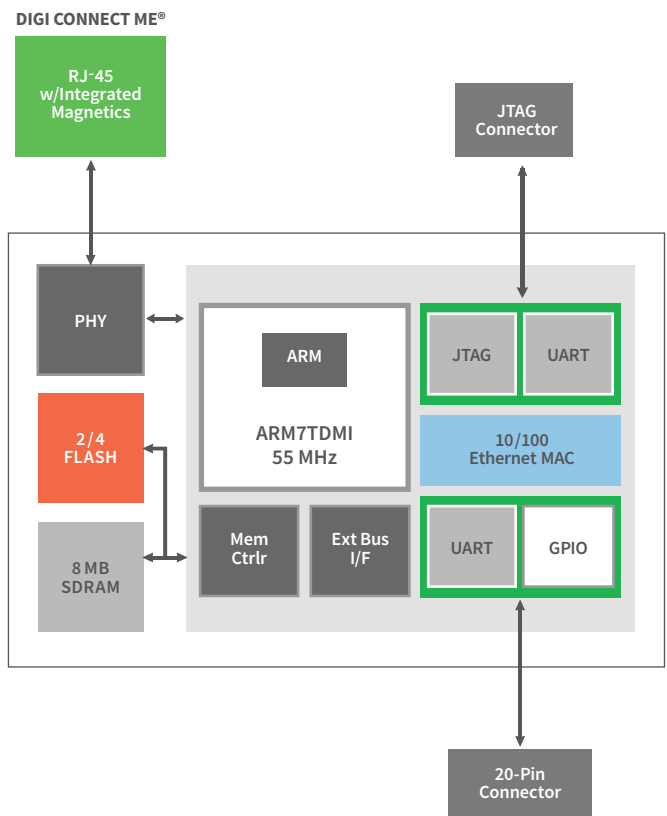 DIGI CONNECT ME®
RJ-45
w/Integrated
Magnetics
JTAG
Connector
PHY
ARM
ARM7TDMI
55 MHz
JTAG
UART
2/4
FLASH
10/100
Ethernet MAC
8 MB
SDRAM
Mem
Ctrlr
Ext Bus
I/F
UART
GPIO
20-Pin
Connector